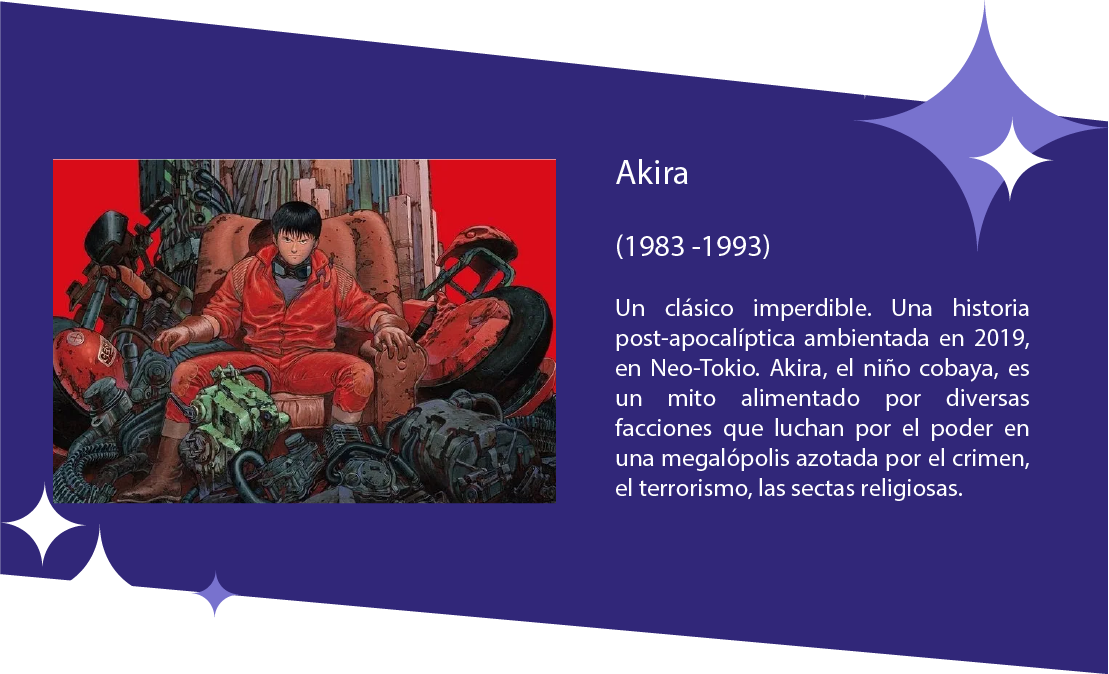 Akira
(1983 -1993)
Un clásico imperdible. Una historia
post-apocalíptica ambientada en 2019,
en Neo-Tokio. Akira, el niño cobaya, es
un mito alimentado por diversas
facciones que luchan por el poder en
una megalópolis azotada por el crimen,
el terrorismo, las sectas religiosas.